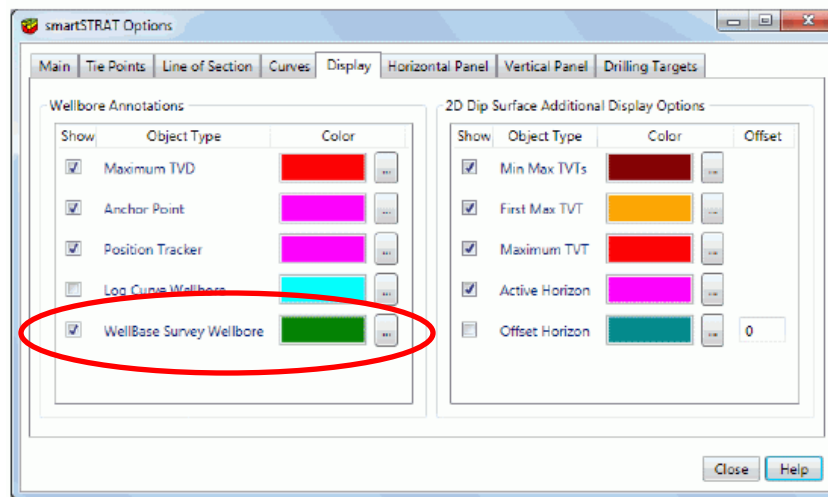 smartSTRAT Options
Main Tie Points Line of Section Curves Display Horizontal Panel Vertical Panel Drilling Targets
Wellbore Annotations
Show Object Type Color
Maximum TVD ...
Anchor Point ...
Position Tracker ...
Log Curve Wellbore ...
WellBase Survey Wellbore ...
2D Dip Surface Additional Display Options
Show Object Type Color Offset
Min Max TVTs ...
First Max TVT ...
Maximum TVT ...
Active Horizon ...
Offset Horizon ... 0
Close Help